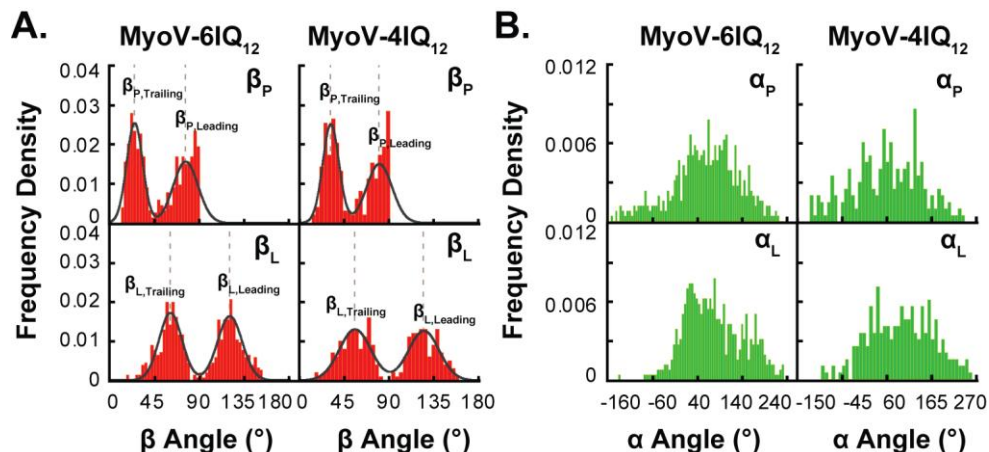 A.
MyoV-6IQ12 MyoV-4IQ12
0.04
0.03
0.02
0.01
0
βP,Trailing
βP
βP,Leading
βP,Trailing
βP
βP,Leading
0.04
0.03
0.02
0.01
0
βL
βL,Trailing
βL,Leading
βL
βL,Trailing
βL,Leading
Frequency Density
0 45 90 135 180 0 45 90 135 180
β Angle (°) β Angle (°)
B.
MyoV-6IQ12 MyoV-4IQ12
0.012
0.006
0
αP αP
0.012
0.006
0
αL αL
Frequency Density
-160 -60 40 140 240 -150 -45 60 165 270
α Angle (°) α Angle (°)